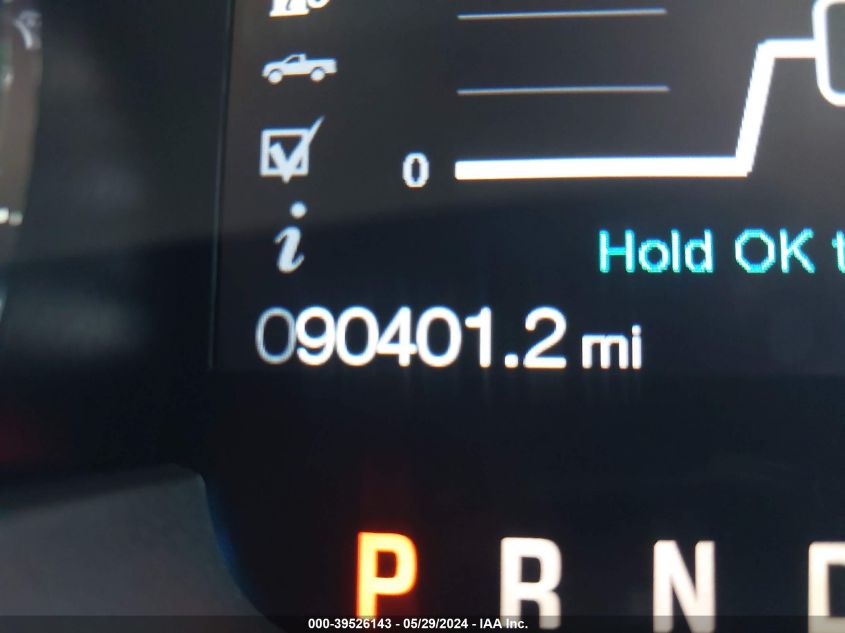 0
Hold OK t
090401.2 mi
P R N D
000-39526143 - 05/29/2024 - IAA Inc.